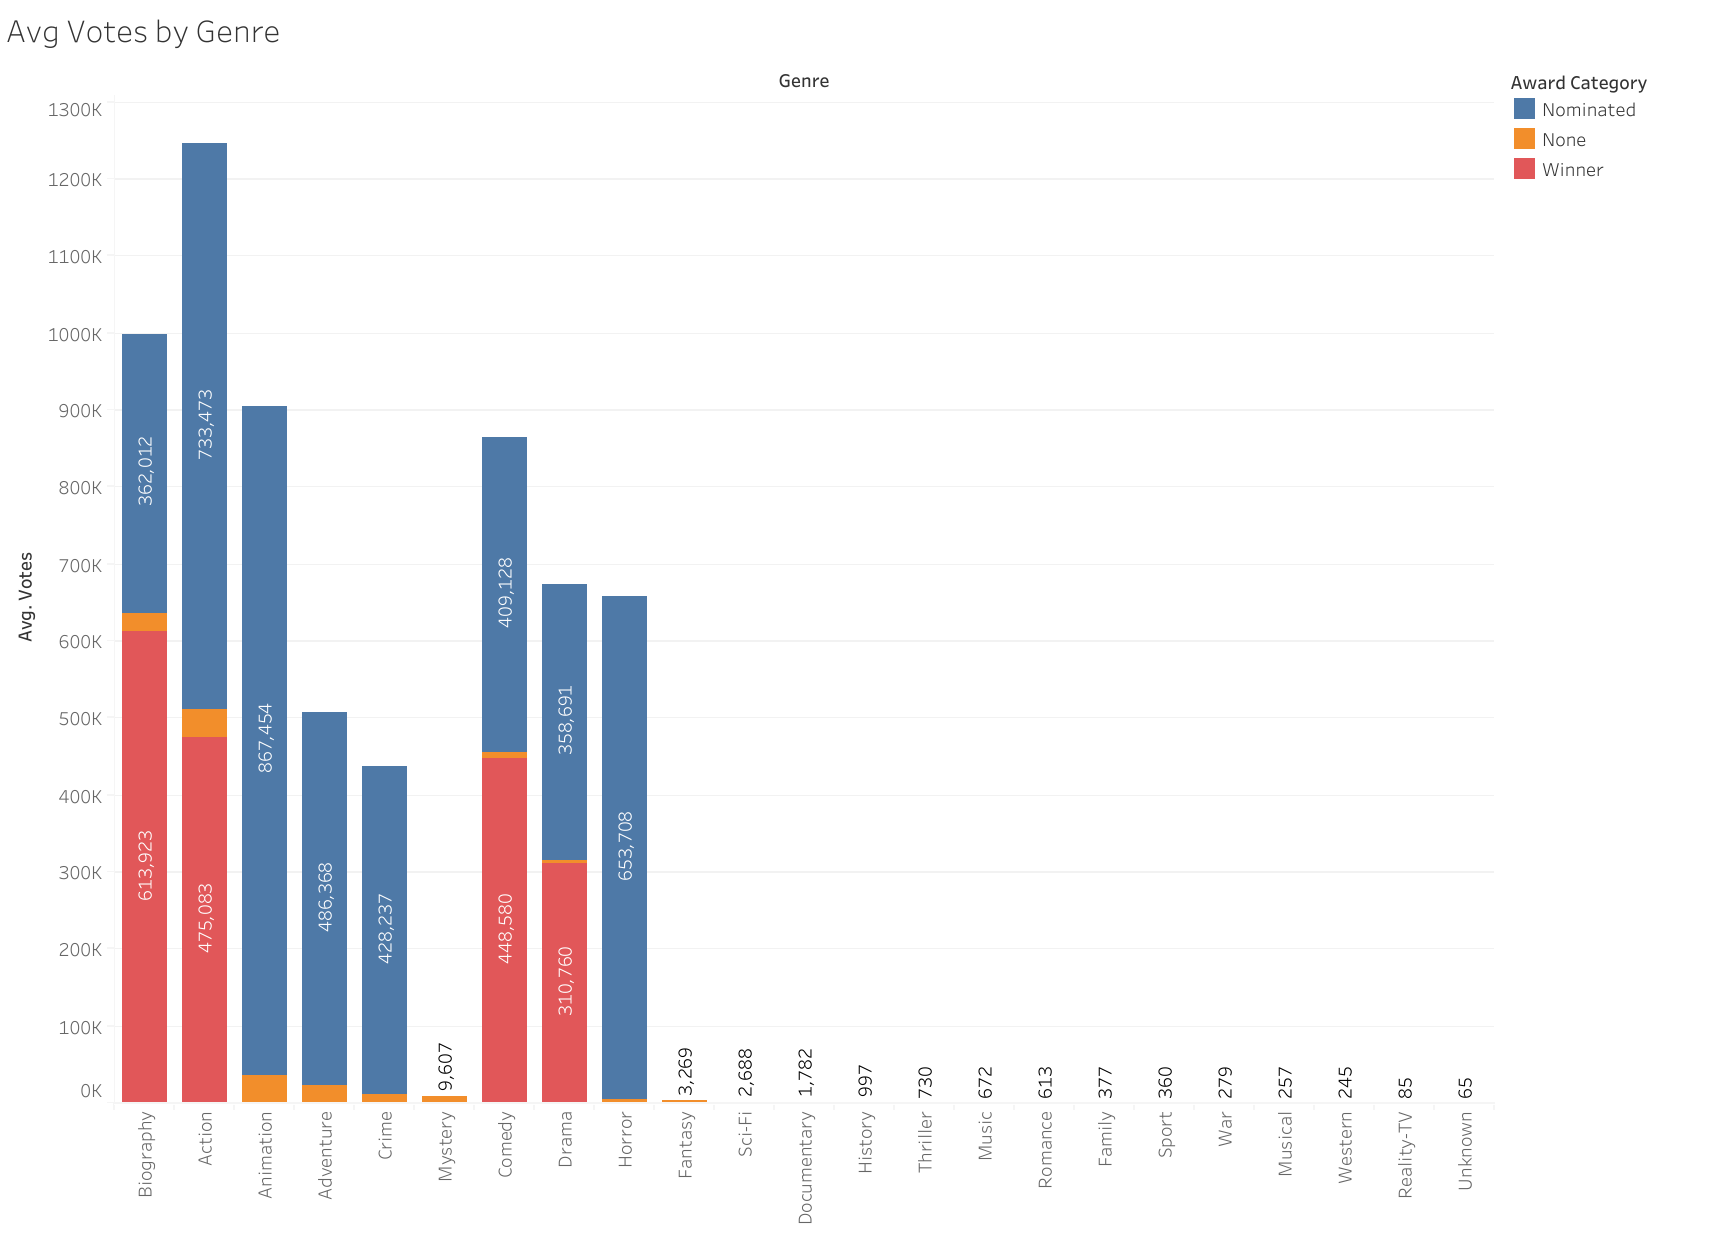 Avg Votes by Genre
Genre
Award Category
Nominated
None
Winner
Avg. Votes
1300K
1200K
1100K
1000K
900K
800K
700K
600K
500K
400K
300K
200K
100K
0K
362,012
613,923
733,473
475,083
867,454
486,368
428,237
9,607
409,128
448,580
358,691
310,760
653,708
3,269
2,688
1,782
997
730
672
613
377
360
279
257
245
85
65
Biography
Action
Animation
Adventure
Crime
Mystery
Comedy
Drama
Horror
Fantasy
Sci-Fi
Documentary
History
Thriller
Music
Romance
Family
Sport
War
Musical
Western
Reality-TV
Unknown